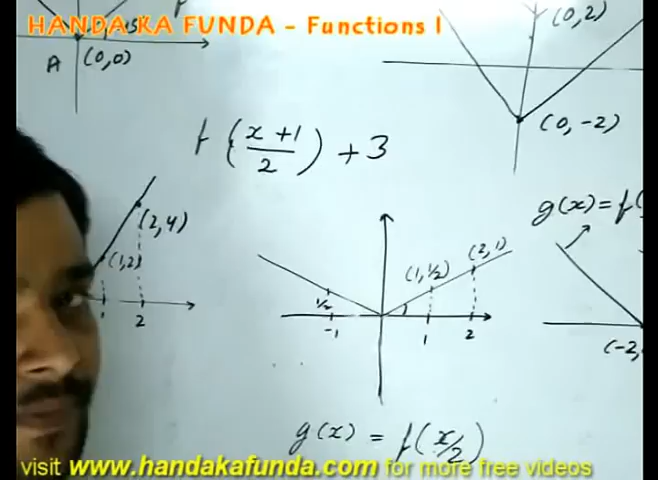 HANDA KA FUNDA - Functions I
(0,2)
A (0,0)
(0,-2)
f{(x+1)/2) + 3
g(x) = f(
(2,4)
(1,2)
1
2
(1,1/2)
(2,1)
1/2
-1
1
2
(-2,
g(x) = f(x/2)
visit www.handakafunda.com for more free videos